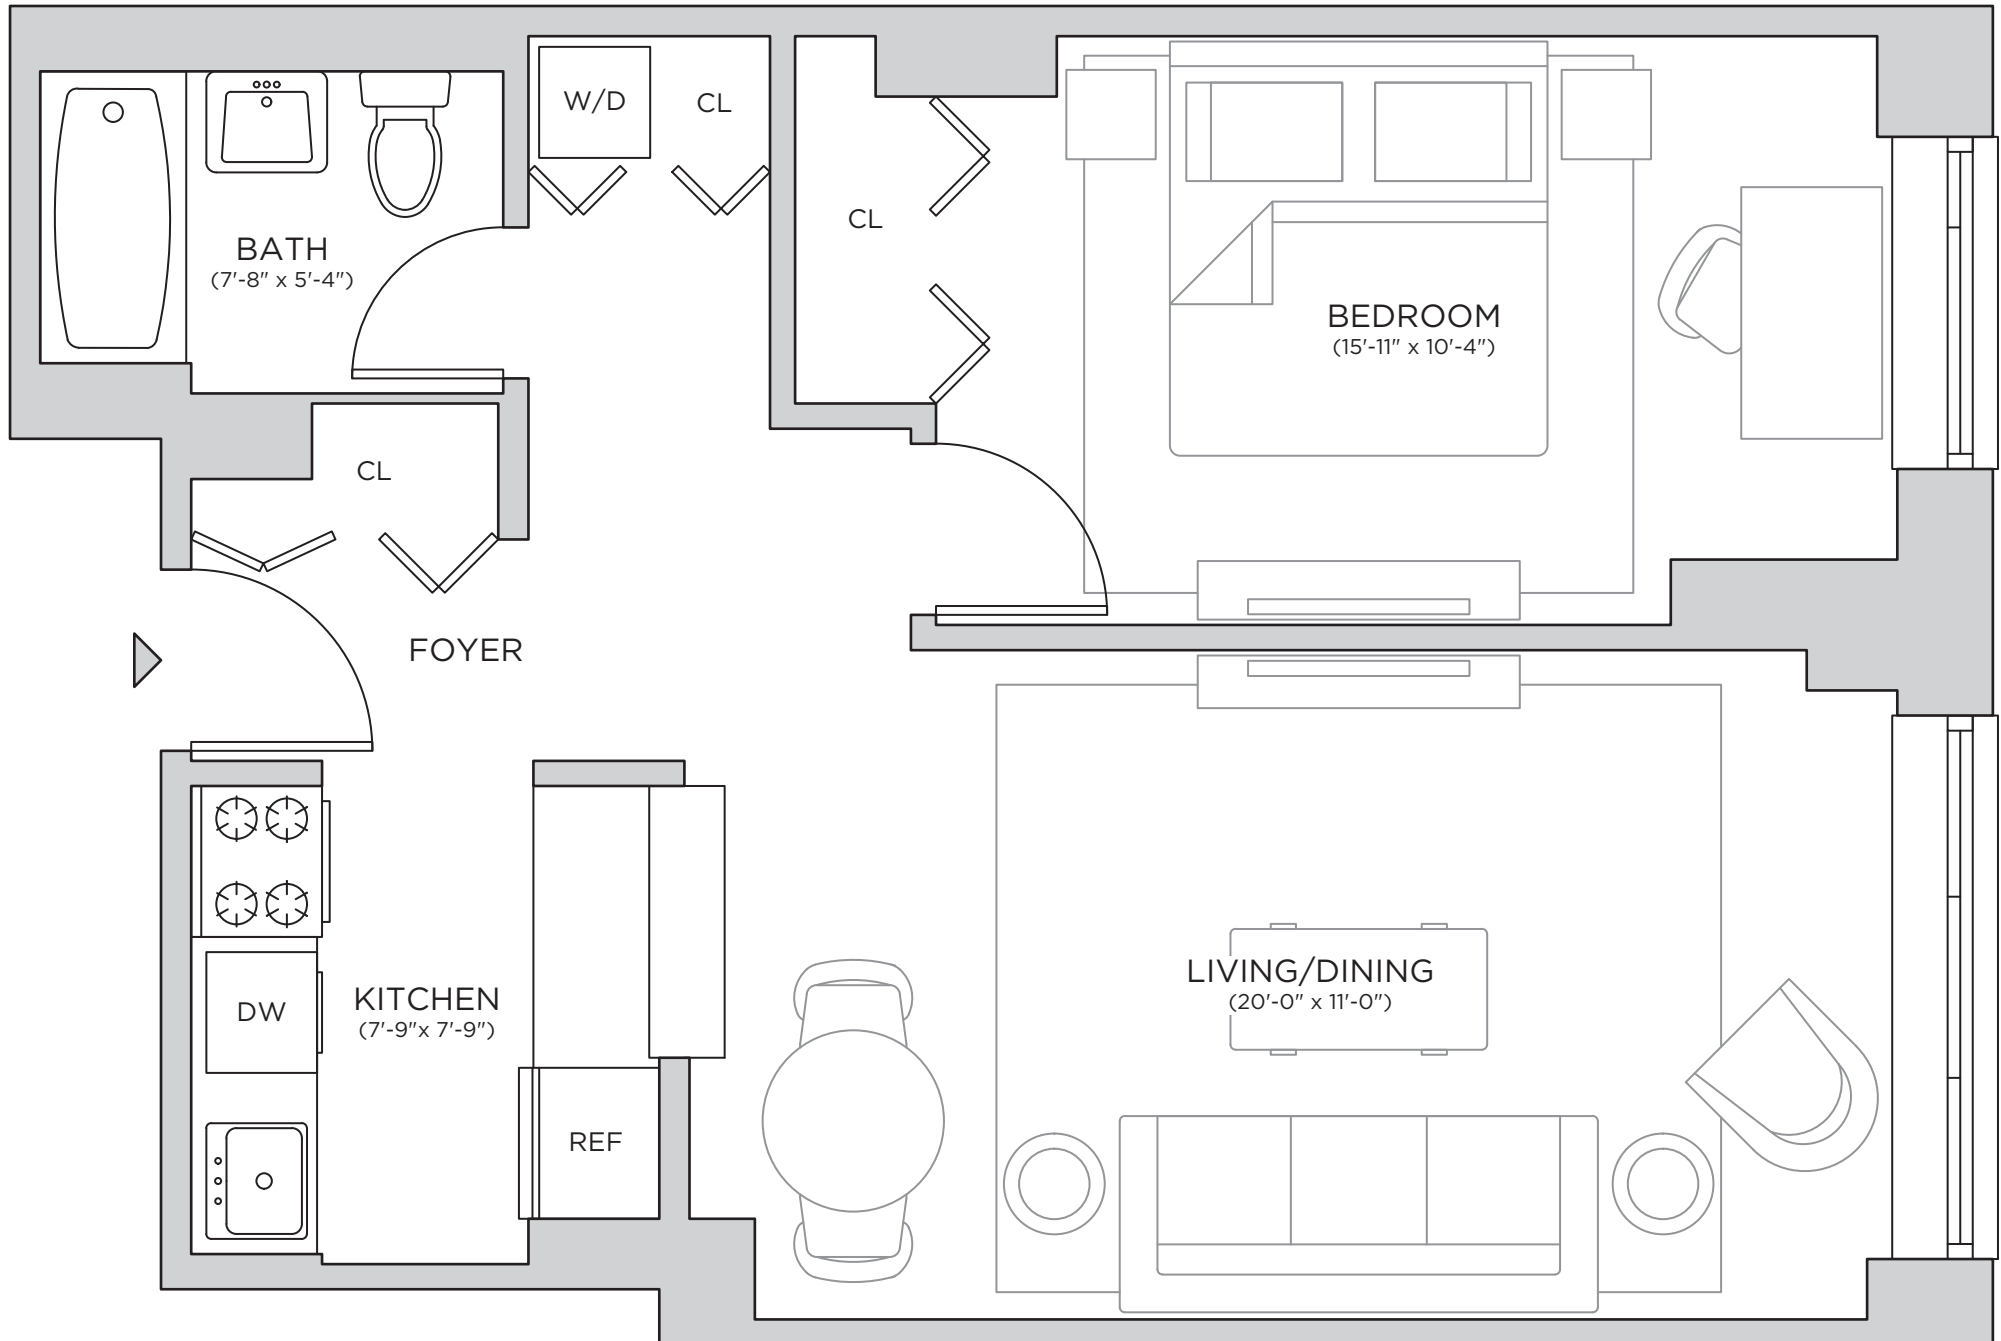 W/D
CL
BATH
(7'-8" x 5'-4")
CL
BEDROOM
(15'-11" x 10'-4")
CL
FOYER
LIVING/DINING
(20'-0" x 11'-0")
KITCHEN
(7'-9"x 7'-9")
DW
REF